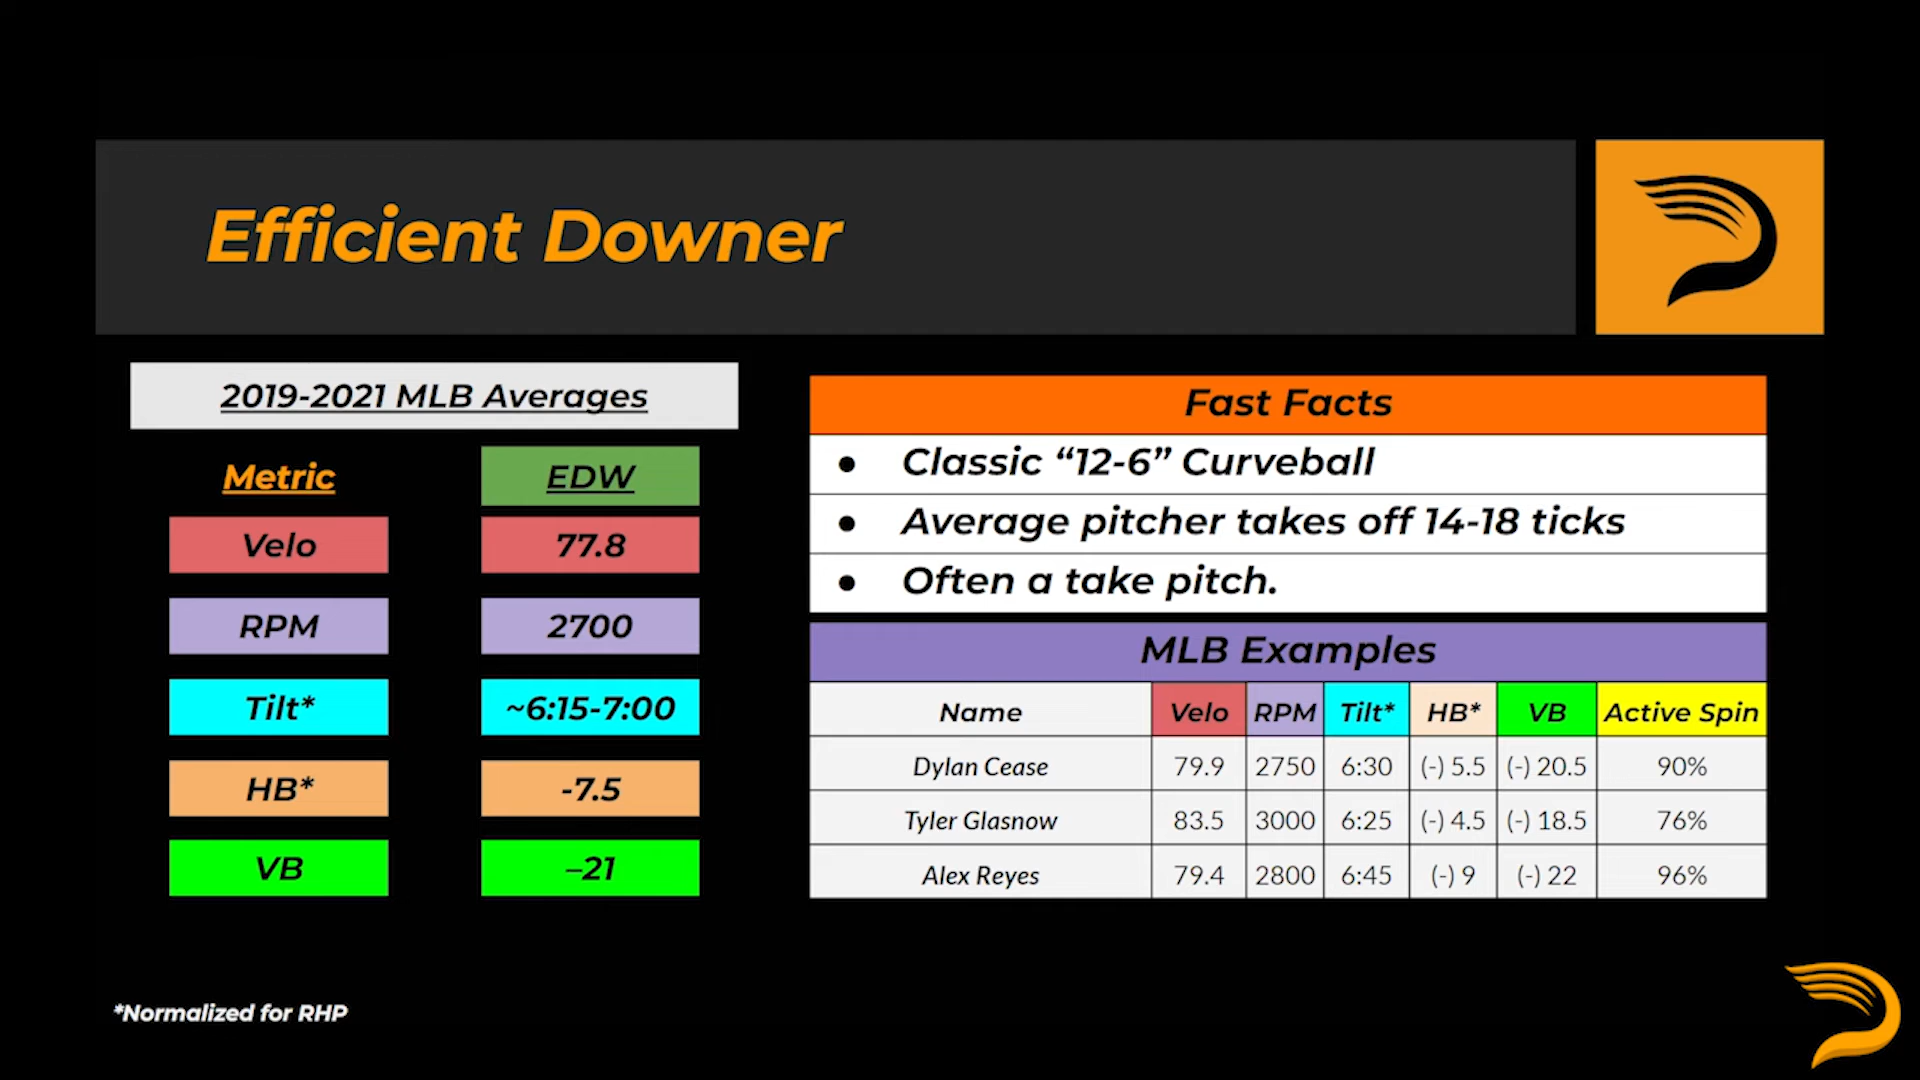 Efficient Downer
2019-2021 MLB Averages
Metric EDW
Velo 77.8
RPM 2700
Tilt* ~6:15-7:00
HB* -7.5
VB –21
Fast Facts
● Classic “12-6” Curveball
● Average pitcher takes off 14-18 ticks
● Often a take pitch.
MLB Examples
Name Velo RPM Tilt* HB* VB Active Spin
Dylan Cease 79.9 2750 6:30 (-) 5.5 (-) 20.5 90%
Tyler Glasnow 83.5 3000 6:25 (-) 4.5 (-) 18.5 76%
Alex Reyes 79.4 2800 6:45 (-) 9 (-) 22 96%
*Normalized for RHP